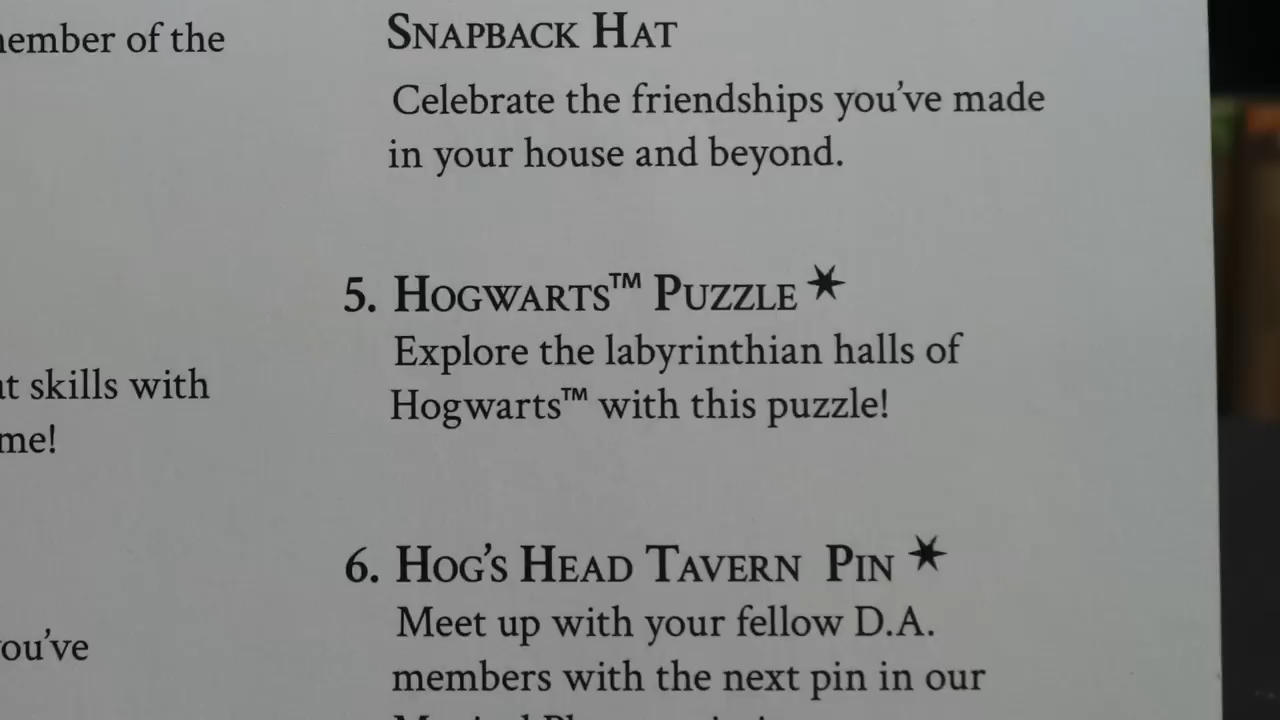 ember of the
SNAPBACK HAT
Celebrate the friendships you've made
in your house and beyond.
5. HOGWARTS™ PUZZLE ✶
Explore the labyrinthian halls of
Hogwarts™ with this puzzle!
skills with
me!
6. HOG'S HEAD TAVERN PIN ✶
Meet up with your fellow D.A.
members with the next pin in our
ou've